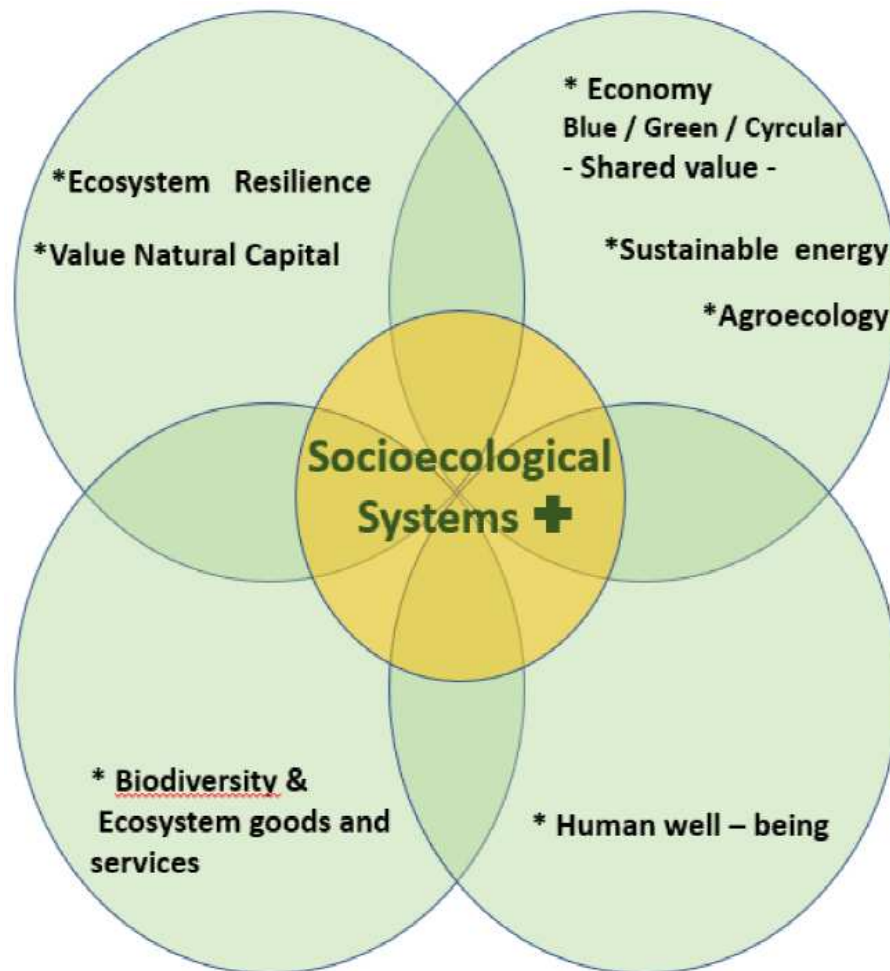 *Ecosystem Resilience
*Value Natural Capital
* Economy
Blue / Green / Cyrcular
- Shared value -
*Sustainable energy
*Agroecology
Socioecological
Systems ✚
* Biodiversity &
Ecosystem goods and
services
* Human well – being